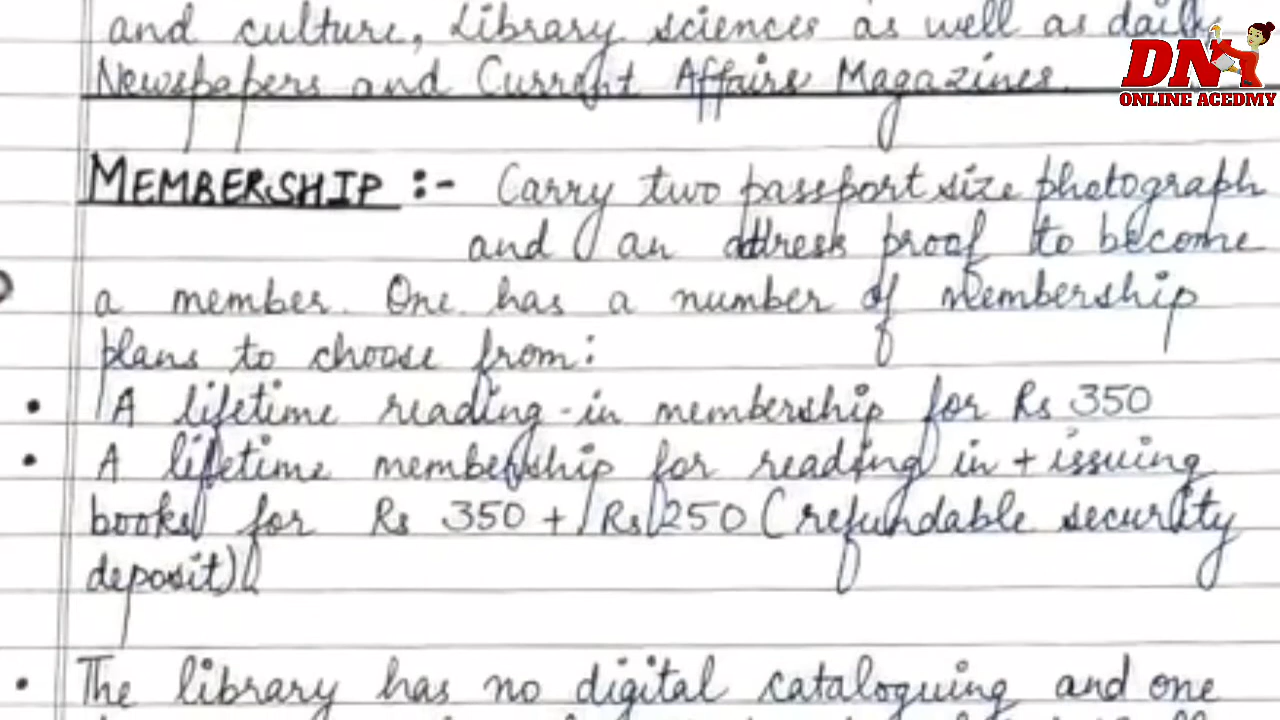 and culture, Library sciences as well as daily
Newspapers and Current Affairs Magazines.
DN
ONLINE ACEDMY
MEMBERSHIP :- Carry two passport size photograph
and an address proof to become
a member. One has a number of membership
plans to choose from:
• A lifetime reading-in membership for Rs 350
• A lifetime membership for reading in + issuing
books for Rs 350 + Rs 250 (refundable security
deposit)
• The library has no digital cataloguing and one